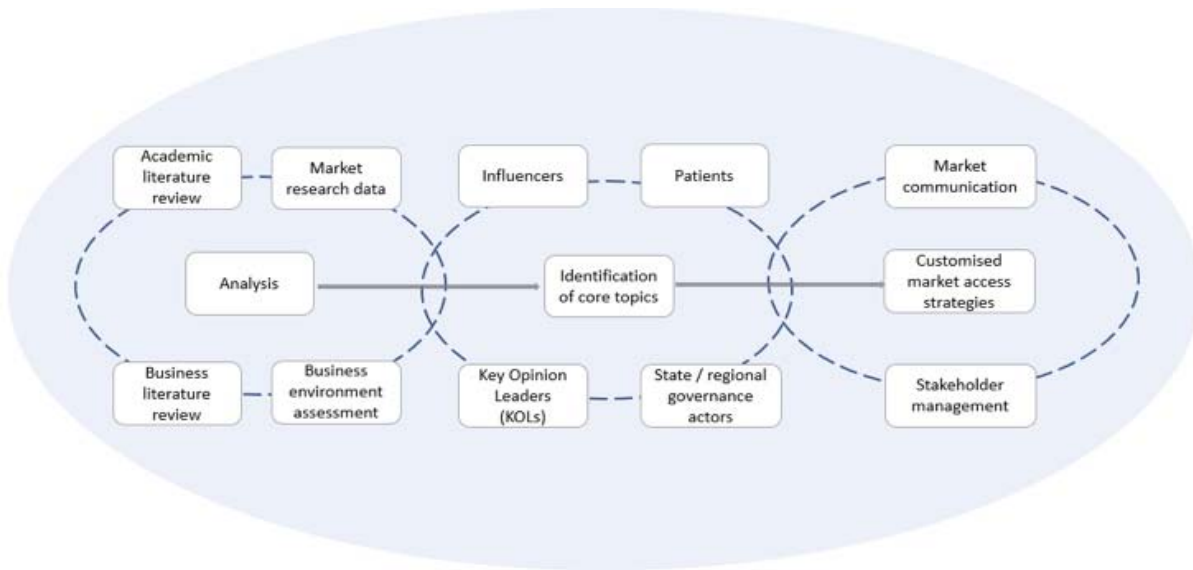 Academic
literature
review
Market
research data
Influencers
Patients
Market
communication
Analysis
Identification
of core topics
Customised
market access
strategies
Business
literature
review
Business
environment
assessment
Key Opinion
Leaders
(KOLs)
State / regional
governance
actors
Stakeholder
management